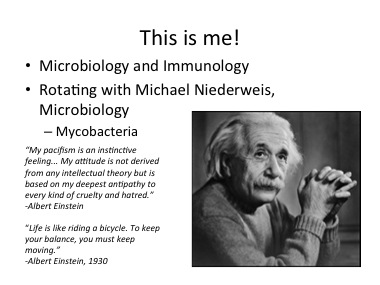 This is me!
• Microbiology and Immunology
• Rotating with Michael Niederweis,
Microbiology
– Mycobacteria
“My pacifism is an instinctive
feeling... My attitude is not derived
from any intellectual theory but is
based on my deepest antipathy to
every kind of cruelty and hatred.”
-Albert Einstein
“Life is like riding a bicycle. To keep
your balance, you must keep
moving.”
-Albert Einstein, 1930